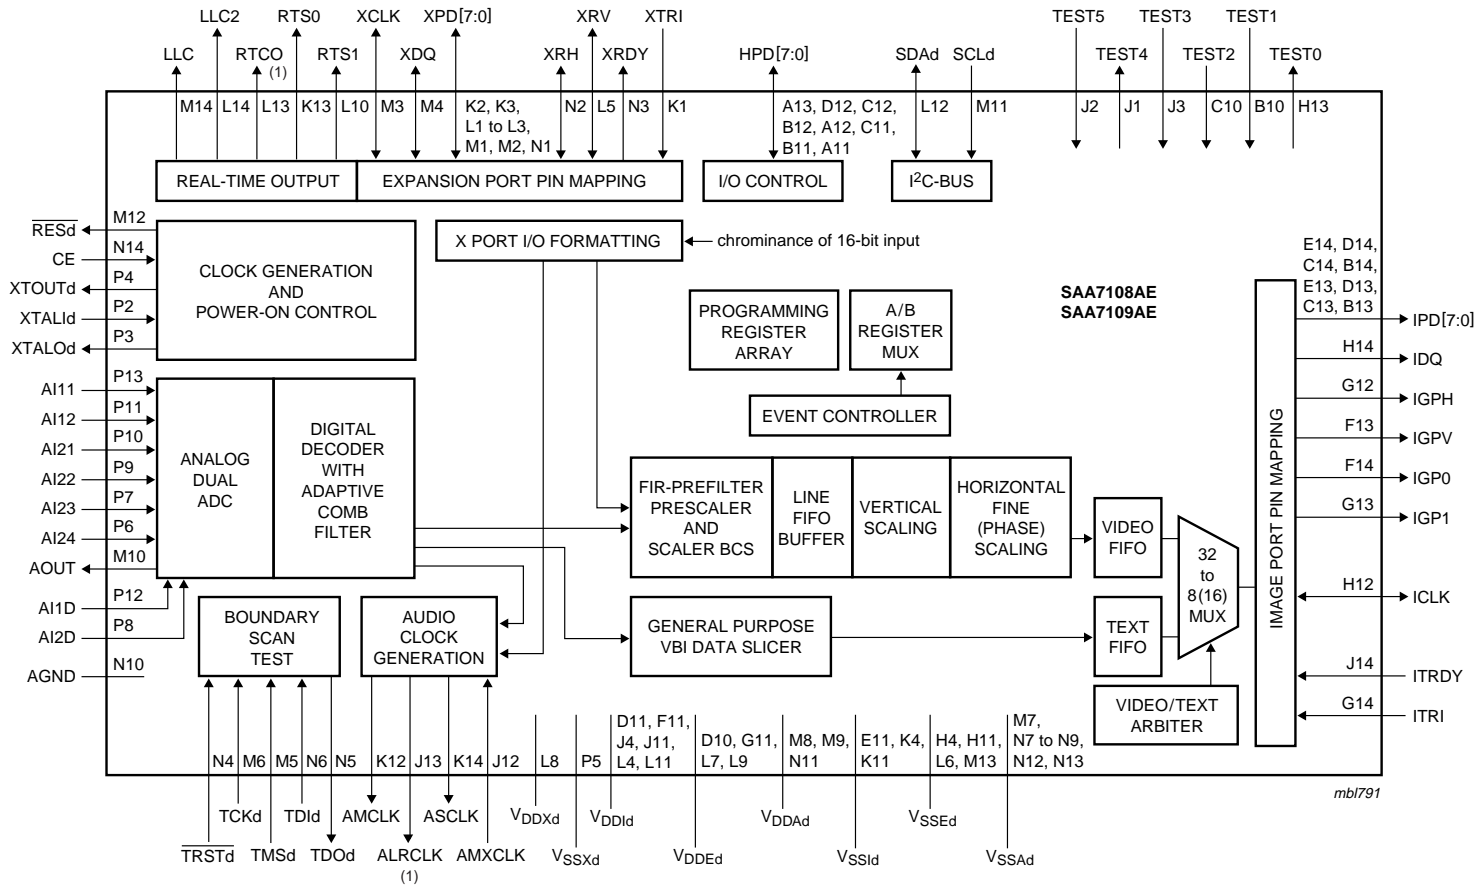 LLC2 RTS0 XCLK XPD[7:0] XRV XTRI TEST5 TEST3 TEST1
LLC RTCO RTS1 XDQ XRH XRDY HPD[7:0] SDAd SCLd TEST4 TEST2 TEST0
(1)
M14 L14 L13 K13 L10 M3 M4 K2, K3, N2 L5 N3 K1 A13, D12, C12, L12 M11 J2 J1 J3 C10 B10 H13
L1 to L3, B12, A12, C11,
M1, M2, N1 B11, A11
REAL-TIME OUTPUT EXPANSION PORT PIN MAPPING I/O CONTROL I2C-BUS
RESd M12
CE N14
XTOUTd P4
XTALId P2
XTALOd P3
CLOCK GENERATION
AND
POWER-ON CONTROL
X PORT I/O FORMATTING chrominance of 16-bit input
PROGRAMMING
REGISTER
ARRAY
A/B
REGISTER
MUX
EVENT CONTROLLER
SAA7108AE
SAA7109AE
E14, D14,
C14, B14,
E13, D13,
C13, B13
IPD[7:0]
H14 IDQ
G12 IGPH
F13 IGPV
F14 IGP0
G13 IGP1
H12 ICLK
J14 ITRDY
G14 ITRI
IMAGE PORT PIN MAPPING
AI11 P13
AI12 P11
AI21 P10
AI22 P9
AI23 P7
AI24 P6
AOUT M10
AI1D P12
AI2D P8
AGND N10
ANALOG
DUAL
ADC
DIGITAL
DECODER
WITH
ADAPTIVE
COMB
FILTER
FIR-PREFILTER
PRESCALER
AND
SCALER BCS
LINE
FIFO
BUFFER
VERTICAL
SCALING
HORIZONTAL
FINE
(PHASE)
SCALING
VIDEO
FIFO
32
to
8(16)
MUX
BOUNDARY
SCAN
TEST
AUDIO
CLOCK
GENERATION
GENERAL PURPOSE
VBI DATA SLICER
TEXT
FIFO
VIDEO/TEXT
ARBITER
D11, F11, M7,
J4, J11, D10, G11, M8, M9, E11, K4, H4, H11, N7 to N9,
N4 M6 M5 N6 N5 K12 J13 K14 J12 L8 P5 L4, L11 L7, L9 N11 K11 L6, M13 N12, N13
mbl791
TCKd TDId AMCLK ASCLK VDDXd VDDId VDDAd VSSEd
TRSTd TMSd TDOd ALRCLK AMXCLK VSSXd VDDEd VSSId VSSAd
(1)